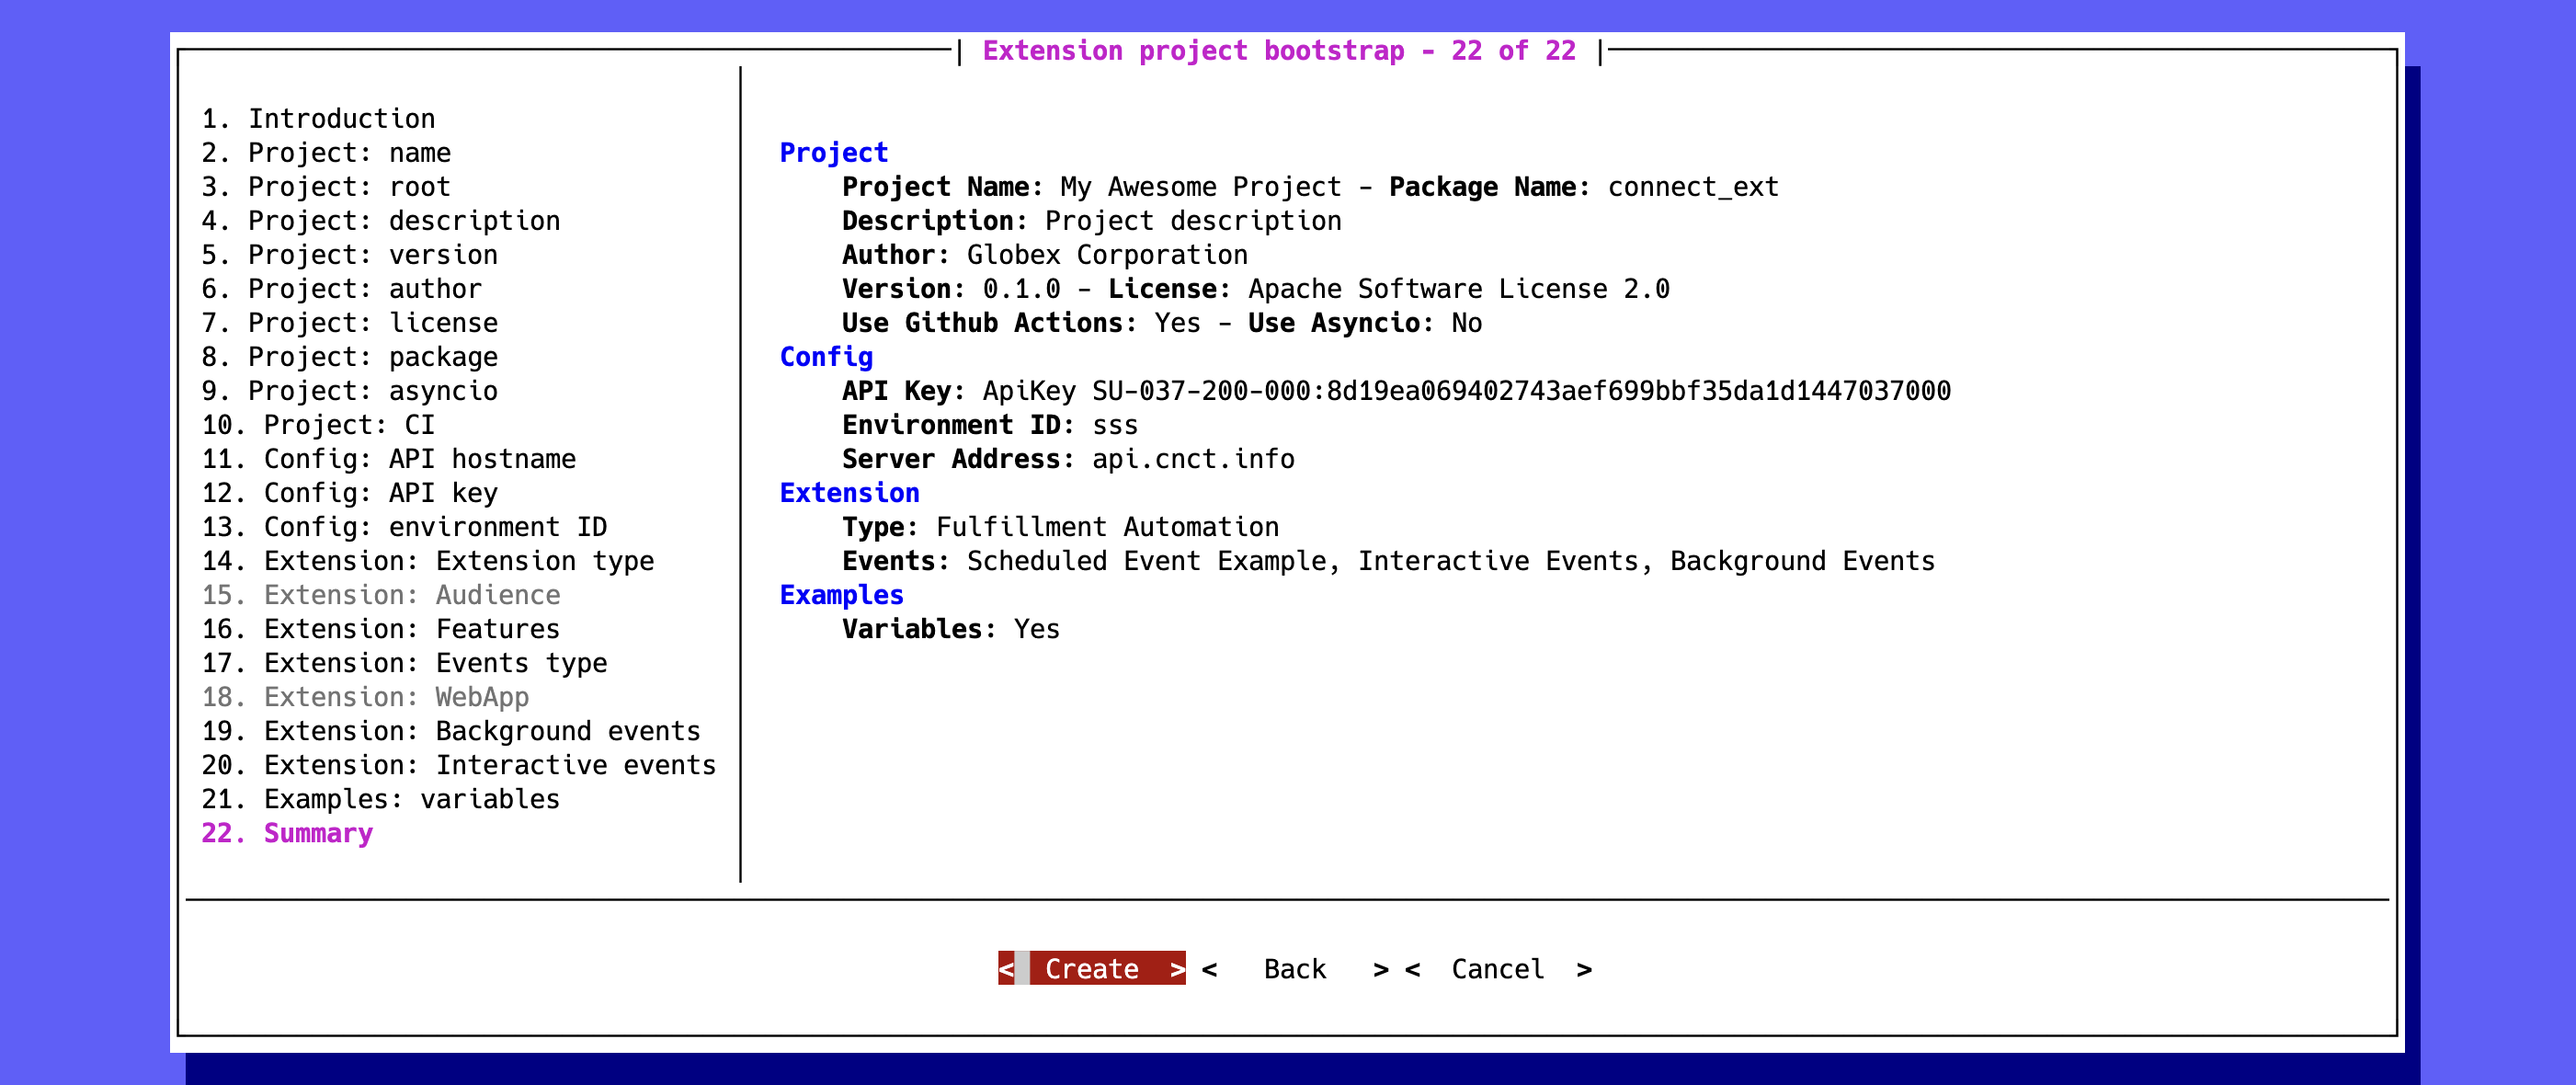 Extension project bootstrap - 22 of 22
1. Introduction
2. Project: name
3. Project: root
4. Project: description
5. Project: version
6. Project: author
7. Project: license
8. Project: package
9. Project: asyncio
10. Project: CI
11. Config: API hostname
12. Config: API key
13. Config: environment ID
14. Extension: Extension type
15. Extension: Audience
16. Extension: Features
17. Extension: Events type
18. Extension: WebApp
19. Extension: Background events
20. Extension: Interactive events
21. Examples: variables
22. Summary
Project
Project Name: My Awesome Project - Package Name: connect_ext
Description: Project description
Author: Globex Corporation
Version: 0.1.0 - License: Apache Software License 2.0
Use Github Actions: Yes - Use Asyncio: No
Config
API Key: ApiKey SU-037-200-000:8d19ea069402743aef699bbf35da1d1447037000
Environment ID: sss
Server Address: api.cnct.info
Extension
Type: Fulfillment Automation
Events: Scheduled Event Example, Interactive Events, Background Events
Examples
Variables: Yes
< Create > < Back > < Cancel >